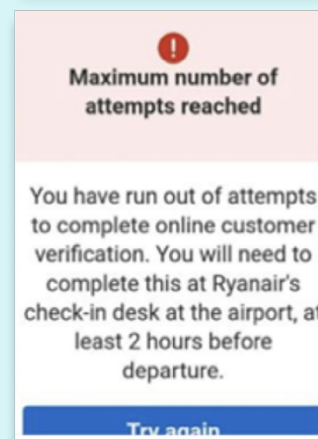 Maximum number of
attempts reached
You have run out of attempts
to complete online customer
verification. You will need to
complete this at Ryanair's
check-in desk at the airport, at
least 2 hours before
departure.
Try again